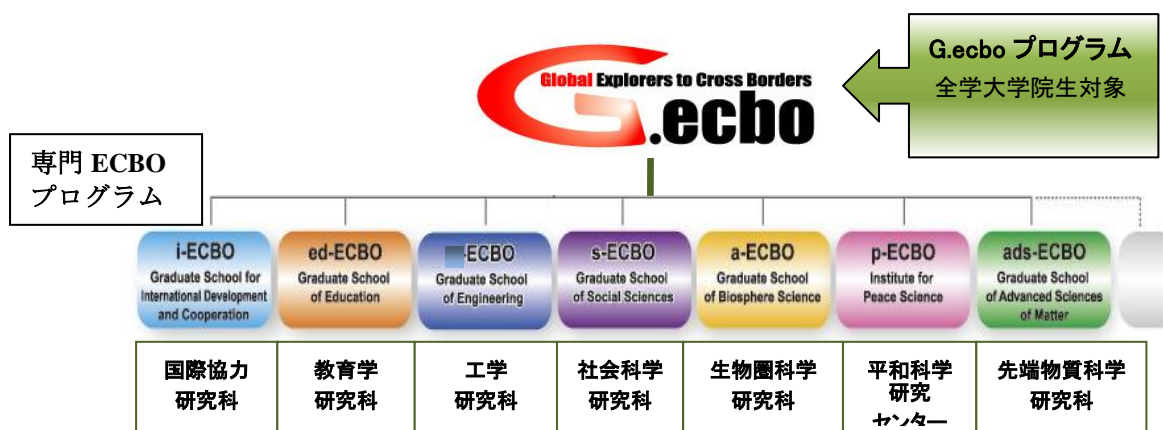 G.ecbo プログラム
全学大学院生対象
Global Explorers to Cross Borders
G.ecbo
専門 ECBO
プログラム
i-ECBO
Graduate School for
International Development
and Cooperation
ed-ECBO
Graduate School
of Education
-ECBO
Graduate School
of Engineering
s-ECBO
Graduate School
of Social Sciences
a-ECBO
Graduate School
of Biosphere Science
p-ECBO
Institute for
Peace Science
ads-ECBO
Graduate School
of Advanced Sciences
of Matter
国際協力
研究科
教育学
研究科
工学
研究科
社会科学
研究科
生物圏科学
研究科
平和科学
研究
センター
先端物質科学
研究科